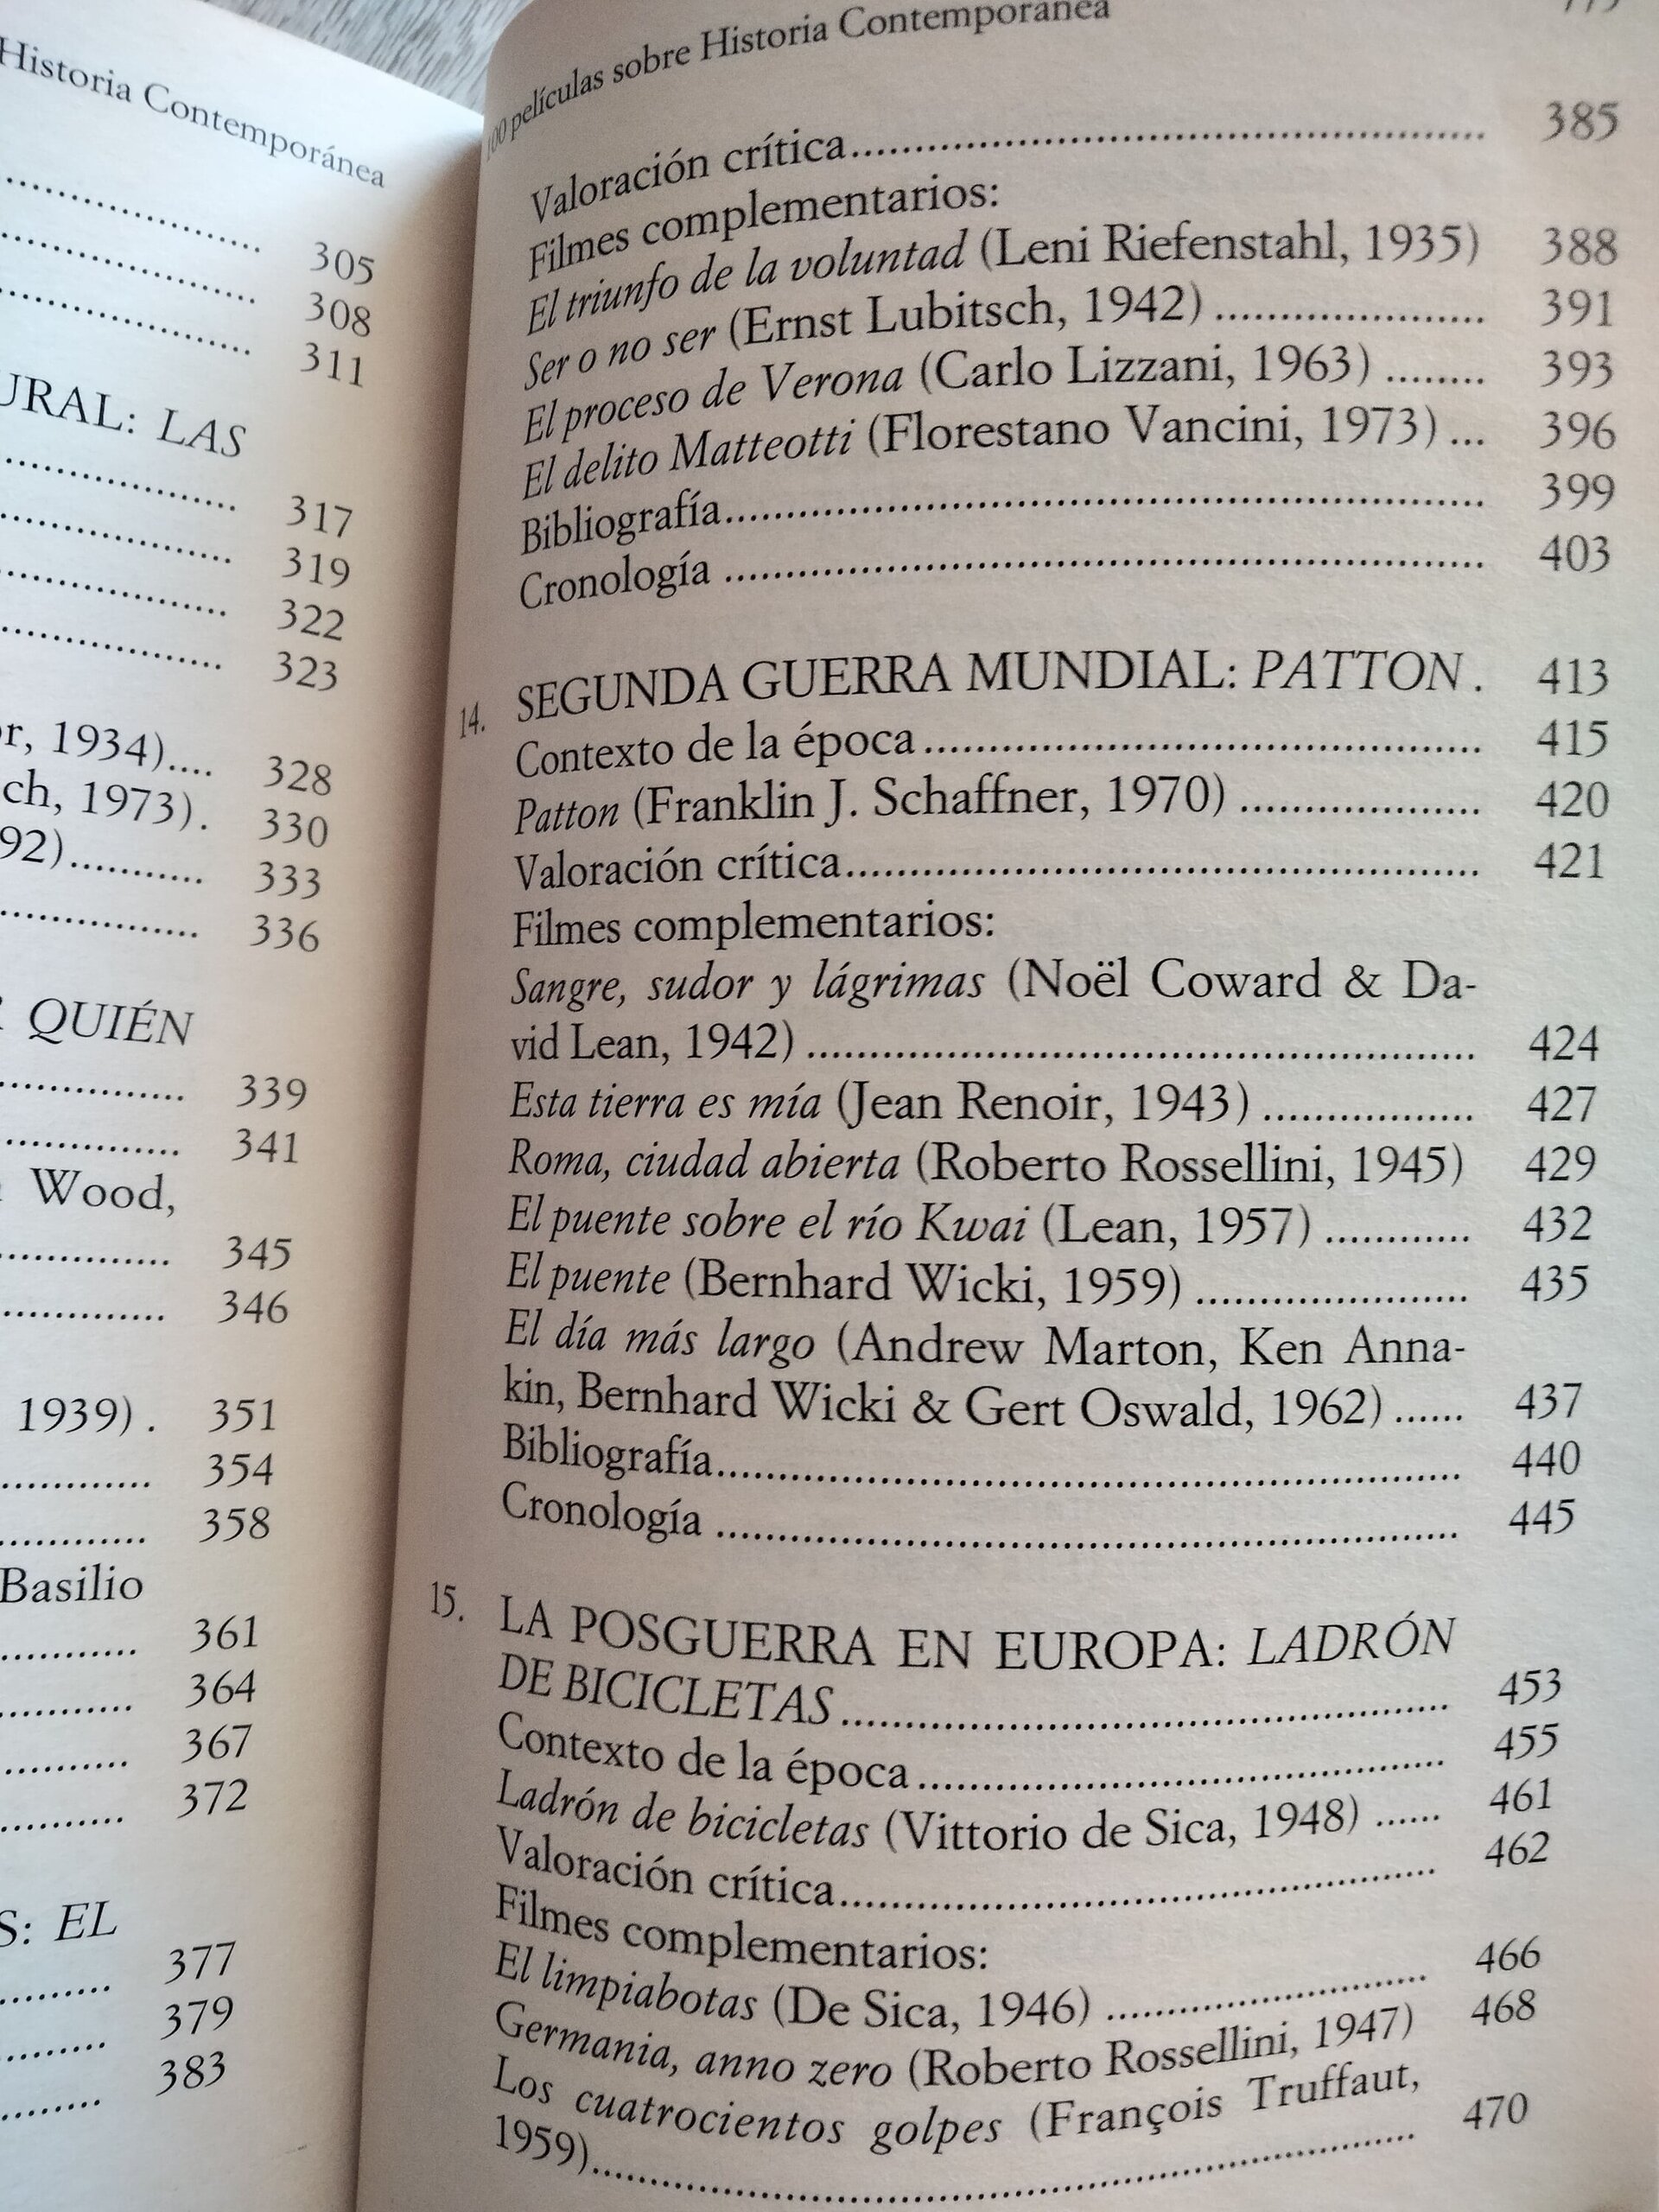 Historia Contemporánea
305
308
311
URAL: LAS
317
319
322
323
or, 1934).... 328
ch, 1973). 330
92)........... 333
336
QUIÉN
339
341
Wood,
345
346
1939) . 351
354
358
Basilio
361
364
367
372
S: EL
377
379
383
100 películas sobre Historia Contemporánea
Valoración crítica.................... 385
Filmes complementarios:
El triunfo de la voluntad (Leni Riefenstahl, 1935) 388
Ser o no ser (Ernst Lubitsch, 1942) .................... 391
El proceso de Verona (Carlo Lizzani, 1963) ........ 393
El delito Matteotti (Florestano Vancini, 1973) ... 396
Bibliografía.................... 399
Cronología .................... 403
14. SEGUNDA GUERRA MUNDIAL: PATTON . 413
Contexto de la época .................... 415
Patton (Franklin J. Schaffner, 1970) .................... 420
Valoración crítica.................... 421
Filmes complementarios:
Sangre, sudor y lágrimas (Noël Coward & Da-
vid Lean, 1942) .................... 424
Esta tierra es mía (Jean Renoir, 1943) .................... 427
Roma, ciudad abierta (Roberto Rossellini, 1945) 429
El puente sobre el río Kwai (Lean, 1957) ............ 432
El puente (Bernhard Wicki, 1959) .................... 435
El día más largo (Andrew Marton, Ken Anna-
kin, Bernhard Wicki & Gert Oswald, 1962) ...... 437
Bibliografía.................... 440
Cronología .................... 445
15. LA POSGUERRA EN EUROPA: LADRÓN
DE BICICLETAS .................... 453
Contexto de la época .................... 455
Ladrón de bicicletas (Vittorio de Sica, 1948) ...... 461
Valoración crítica.................... 462
Filmes complementarios:
El limpiabotas (De Sica, 1946) .................... 466
Germania, anno zero (Roberto Rossellini, 1947) 468
Los cuatrocientos golpes (François Truffaut,
1959).................... 470